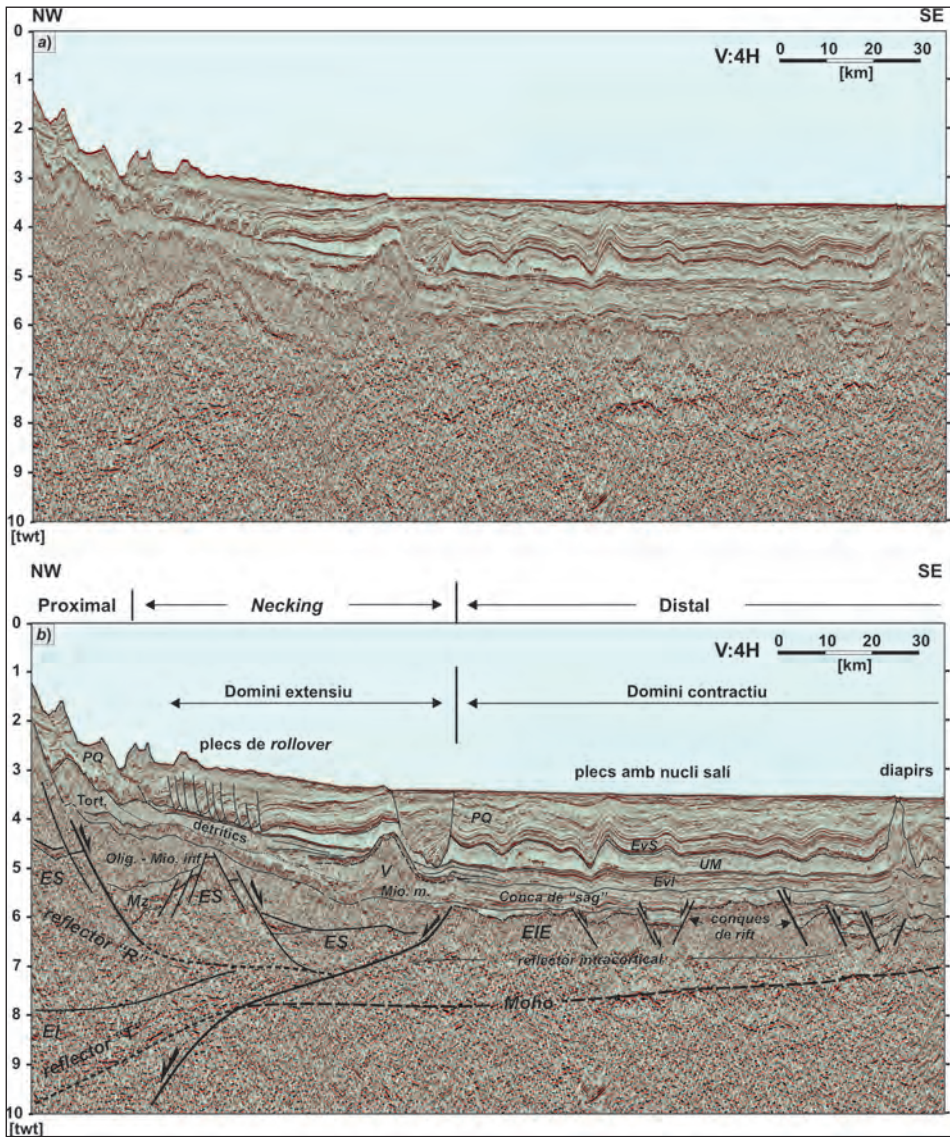 NW SE
0
a)
V:4H 0 10 20 30
[km]
1
2
3
4
5
6
7
8
9
10
[twt]
NW SE
Proximal Necking Distal
0
b)
V:4H 0 10 20 30
[km]
1
Domini extensiu Domini contractiu
2
plecs de rollover
plecs amb nucli salí diapirs
PQ
3
Tort.
4
detrítics
PQ
EvS
UM
5
Olig. - Mio. inf
V
EvI
ES
Mz
ES
Mio. m.
Conca de "sag"
6
reflector "R"
ES
EIE
conques
de rift
reflector intracortical
7
Moho
8
EI
reflector "T"
9
10
[twt]